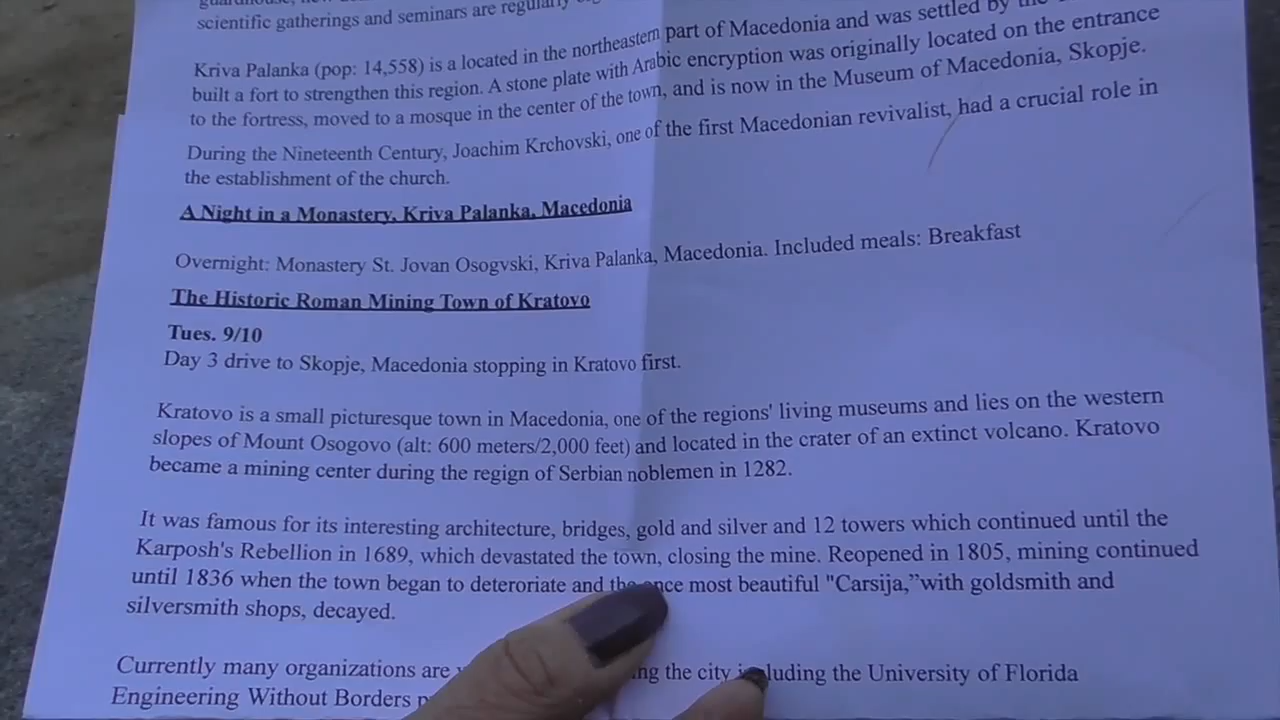 scientific gatherings and seminars are regularly
Kriva Palanka (pop: 14,558) is a located in the northeastern part of Macedonia and was settled by the
built a fort to strengthen this region. A stone plate with Arabic encryption was originally located on the entrance
to the fortress, moved to a mosque in the center of the town, and is now in the Museum of Macedonia, Skopje.
During the Nineteenth Century, Joachim Krchovski, one of the first Macedonian revivalist, had a crucial role in
the establishment of the church.
A Night in a Monastery, Kriva Palanka, Macedonia
Overnight: Monastery St. Jovan Osogvski, Kriva Palanka, Macedonia. Included meals: Breakfast
The Historic Roman Mining Town of Kratovo
Tues. 9/10
Day 3 drive to Skopje, Macedonia stopping in Kratovo first.
Kratovo is a small picturesque town in Macedonia, one of the regions' living museums and lies on the western
slopes of Mount Osogovo (alt: 600 meters/2,000 feet) and located in the crater of an extinct volcano. Kratovo
became a mining center during the regign of Serbian noblemen in 1282.
It was famous for its interesting architecture, bridges, gold and silver and 12 towers which continued until the
Karposh's Rebellion in 1689, which devastated the town, closing the mine. Reopened in 1805, mining continued
until 1836 when the town began to deteroriate and the once most beautiful "Carsija,”with goldsmith and
silversmith shops, decayed.
Currently many organizations are the city including the University of Florida
Engineering Without Borders